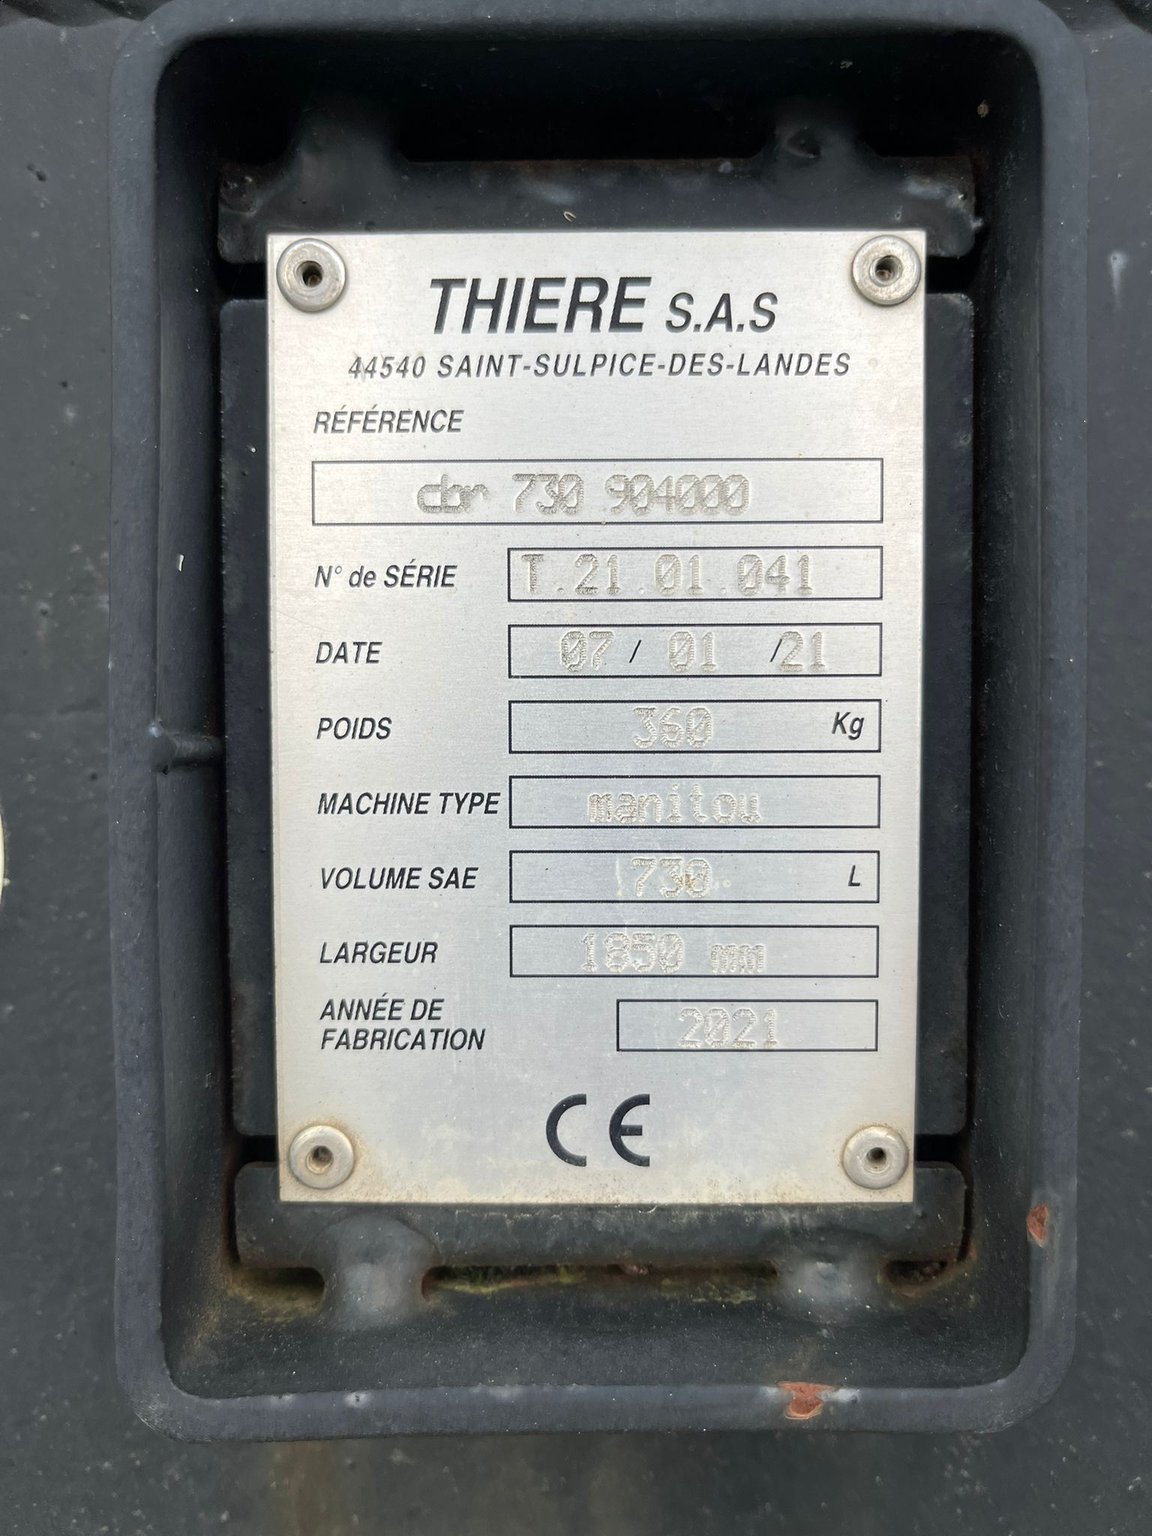 THIERE S.A.S
44540 SAINT-SULPICE-DES-LANDES
RÉFÉRENCE
cbr 730 904000
N° de SÉRIE T.21.01.041
DATE 07 / 01 / 21
POIDS 360 Kg
MACHINE TYPE manitou
VOLUME SAE 730 L
LARGEUR 1850 mm
ANNÉE DE
FABRICATION 2021
CE